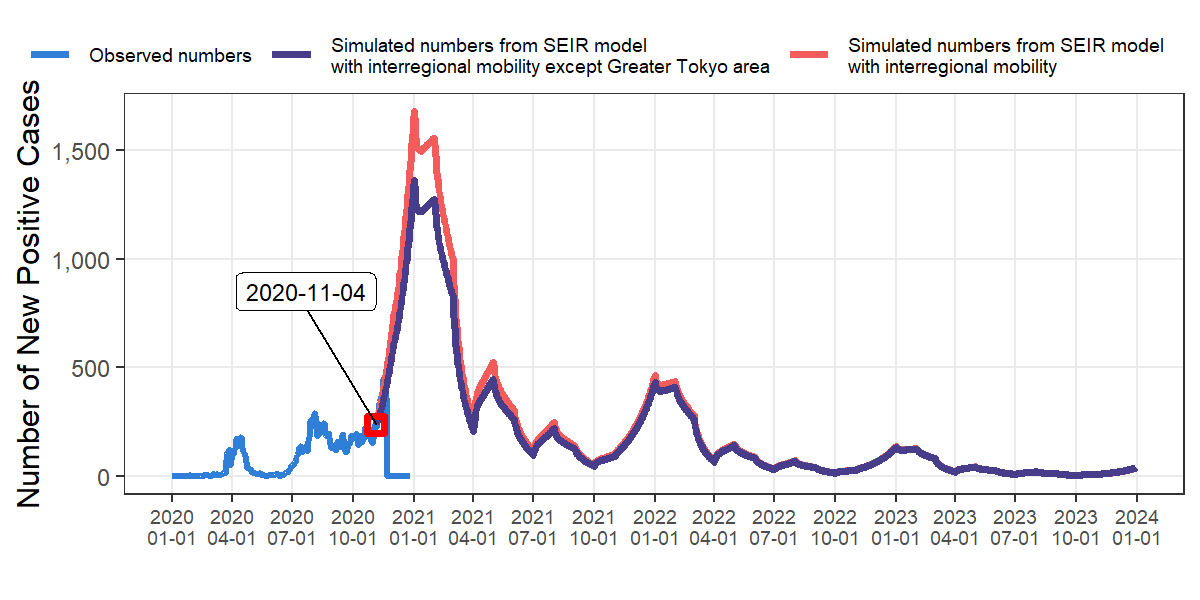 Observed numbers
Simulated numbers from SEIR model
with interregional mobility except Greater Tokyo area
Simulated numbers from SEIR model
with interregional mobility
Number of New Positive Cases
1,500
1,000
500
0
2020-11-04
2020 2020 2020 2020 2021 2021 2021 2021 2022 2022 2022 2022 2023 2023 2023 2023 2024
01-01 04-01 07-01 10-01 01-01 04-01 07-01 10-01 01-01 04-01 07-01 10-01 01-01 04-01 07-01 10-01 01-01